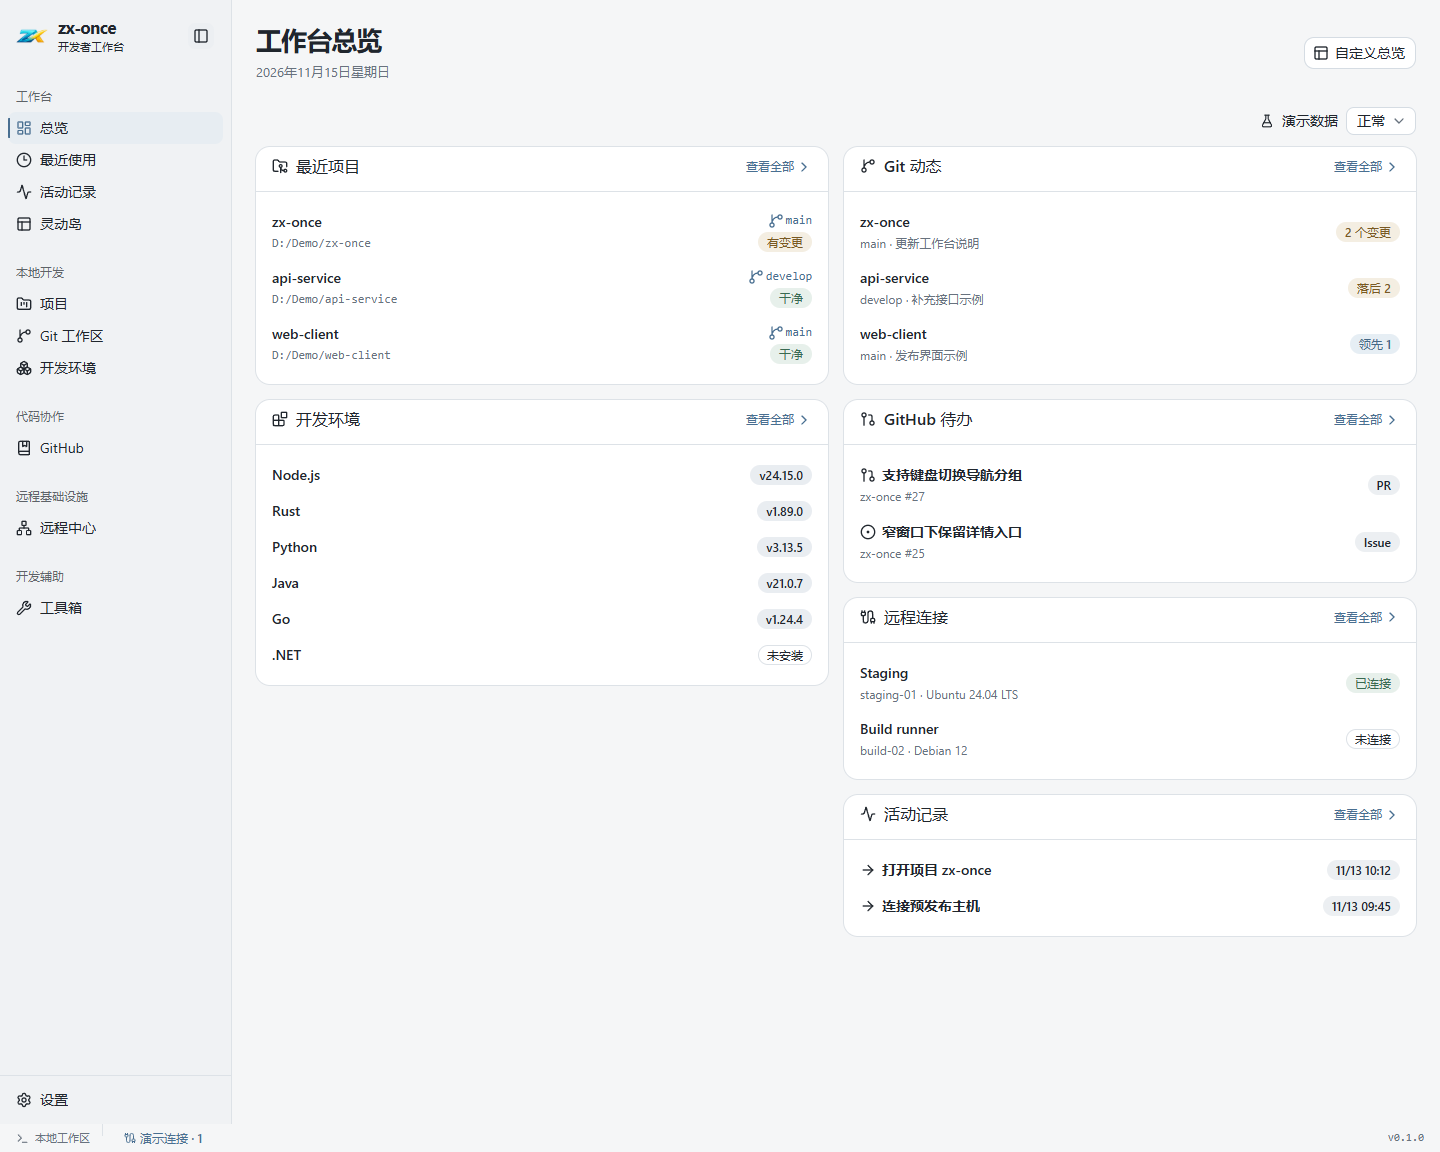 zx-once
开发者工作台
工作台
总览
最近使用
活动记录
灵动岛
本地开发
项目
Git 工作区
开发环境
代码协作
GitHub
远程基础设施
远程中心
开发辅助
工具箱
设置
本地工作区
演示连接 · 1
工作台总览
2026年11月15日星期日
自定义总览
演示数据 正常
最近项目 查看全部
zx-once main
D:/Demo/zx-once 有变更
api-service develop
D:/Demo/api-service 干净
web-client main
D:/Demo/web-client 干净
开发环境 查看全部
Node.js v24.15.0
Rust v1.89.0
Python v3.13.5
Java v21.0.7
Go v1.24.4
.NET 未安装
Git 动态 查看全部
zx-once
main · 更新工作台说明 2 个变更
api-service
develop · 补充接口示例 落后 2
web-client
main · 发布界面示例 领先 1
GitHub 待办 查看全部
支持键盘切换导航分组
zx-once #27 PR
窄窗口下保留详情入口
zx-once #25 Issue
远程连接 查看全部
Staging
staging-01 · Ubuntu 24.04 LTS 已连接
Build runner
build-02 · Debian 12 未连接
活动记录 查看全部
打开项目 zx-once 11/13 10:12
连接预发布主机 11/13 09:45
v0.1.0